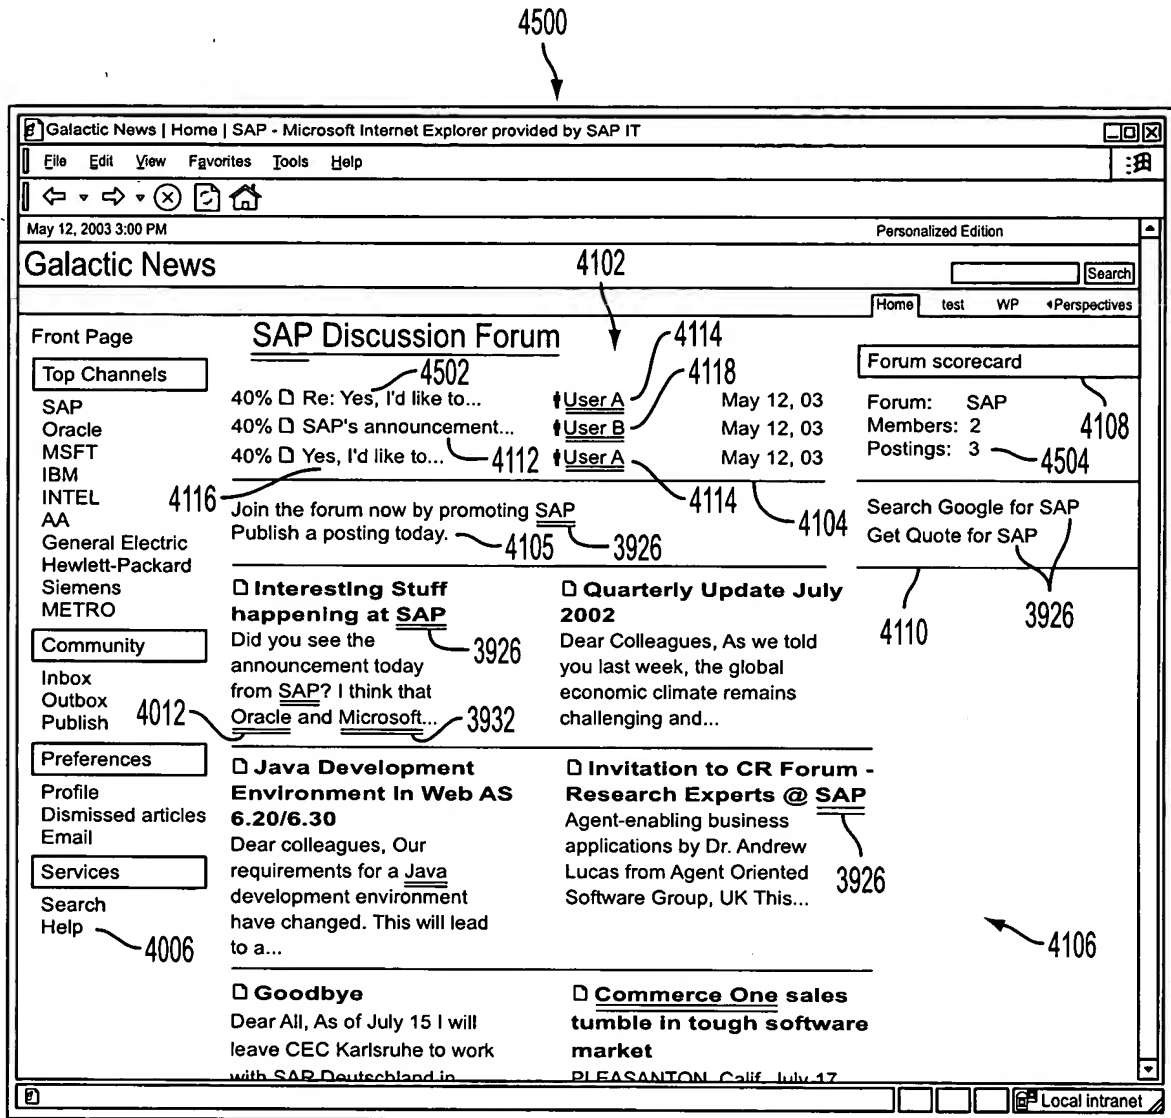 4500
Galactic News | Home | SAP - Microsoft Internet Explorer provided by SAP IT
File Edit View Favorites Tools Help
May 12, 2003 3:00 PM
Personalized Edition
Galactic News
4102
Search
Home test WP Perspectives
Front Page
Top Channels
SAP
Oracle
MSFT
IBM
INTEL
AA
General Electric
Hewlett-Packard
Siemens
METRO
Community
Inbox
Outbox
Publish
Preferences
Profile
Dismissed articles
Email
Services
Search
Help
4006
SAP Discussion Forum
4114
4502
4118
40% Re: Yes, I'd like to... User A May 12, 03
40% SAP's announcement... User B May 12, 03
40% Yes, I'd like to... 4112 User A May 12, 03
4116
4114
4104
Join the forum now by promoting SAP
Publish a posting today.
4105
3926
Interesting Stuff
happening at SAP
Did you see the
announcement today
from SAP? I think that
Oracle and Microsoft...
3926
4012
3932
Quarterly Update July
2002
Dear Colleagues, As we told
you last week, the global
economic climate remains
challenging and...
Java Development
Environment In Web AS
6.20/6.30
Dear colleagues, Our
requirements for a Java
development environment
have changed. This will lead
to a...
Invitation to CR Forum -
Research Experts @ SAP
Agent-enabling business
applications by Dr. Andrew
Lucas from Agent Oriented
Software Group, UK This...
3926
Goodbye
Dear All, As of July 15 I will
leave CEC Karlsruhe to work
with SAP Deutschland in
Commerce One sales
tumble in tough software
market
PLEASANTON, Calif. July 17
Forum scorecard
4108
Forum: SAP
Members: 2
Postings: 3
4504
Search Google for SAP
Get Quote for SAP
3926
4110
4106
Local intranet